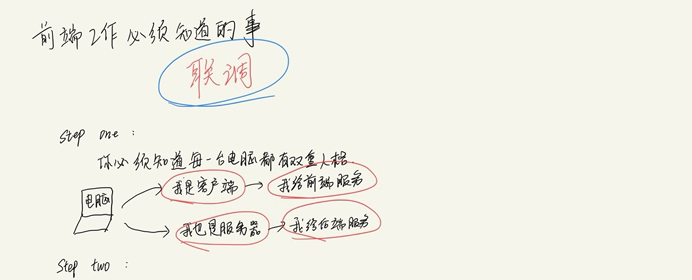 前端工作必须知道的事
联调
Step one :
你必须知道每一台电脑都有双重人格.
电脑
我是客户端
我给前端服务
我也是服务器
我给后端服务
Step two :